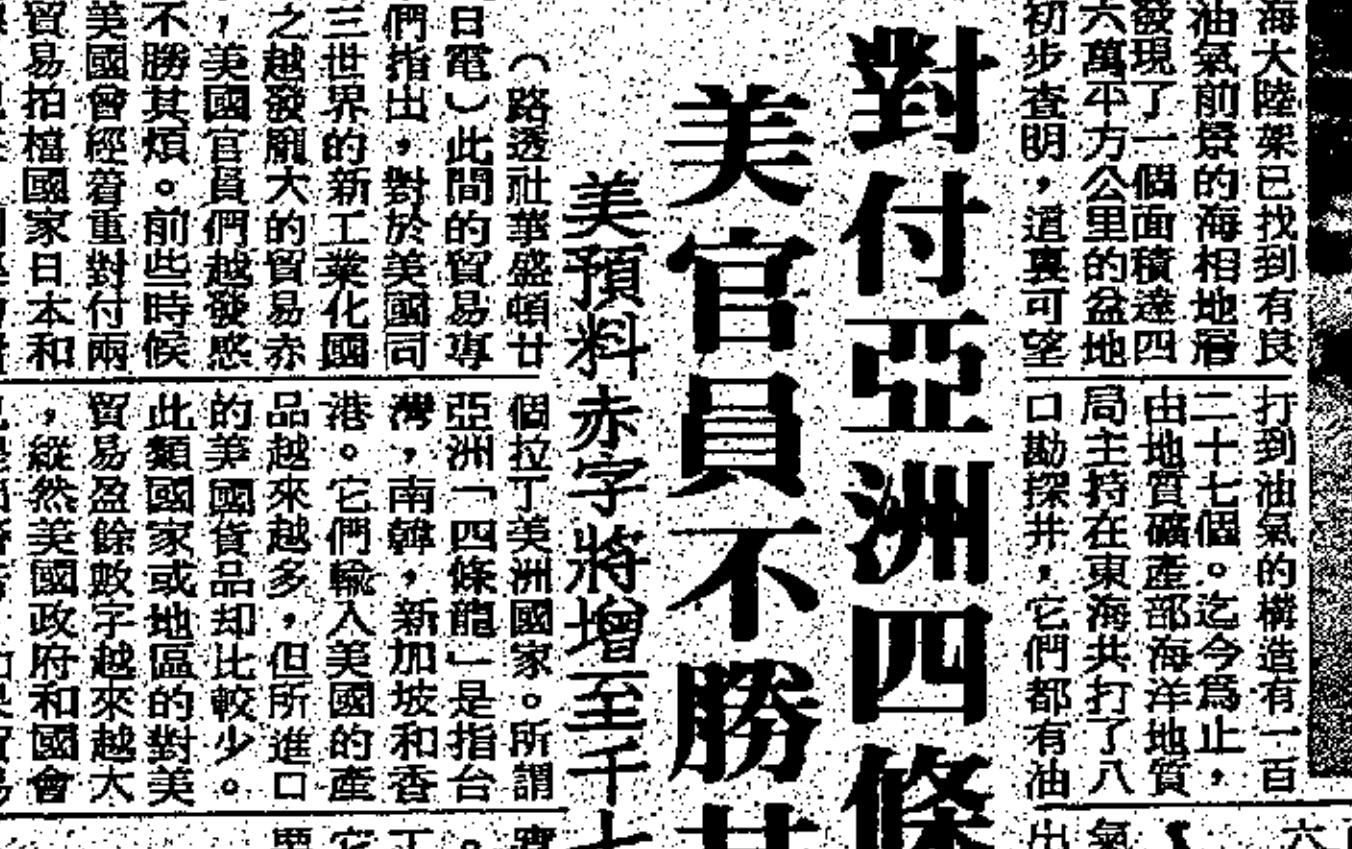 海大陸架已找到有良
油氣前景的海相地層
發現了一個面積達四
六萬平方公里的盆地
初步查明，這裏可望
打到油氣的構造有一百
二十七個。迄今爲止，
由地質礦產部海洋地質
局主持在東海共打了八
口勘探井，它們都有油
對付亞洲四條
美官員不勝其
美預料赤字將增至千七
（路透社華盛頓廿
日電）此間的貿易專
們指出，對於美國同
三世界的新工業化國
之越發龐大的貿易赤
，美國官員們越發感
不勝其煩。前些時候
美國曾經着重對付兩
貿易拍檔國家日本和
個拉丁美洲國家。所謂
亞洲「四條龍」是指台
灣，南韓，新加坡和香
港。它們輸入美國的產
品越來越多，但所進口
的美國貨品却比較少。
此類國家或地區的對美
貿易盈餘數字越來越大
，縱然美國政府和國會